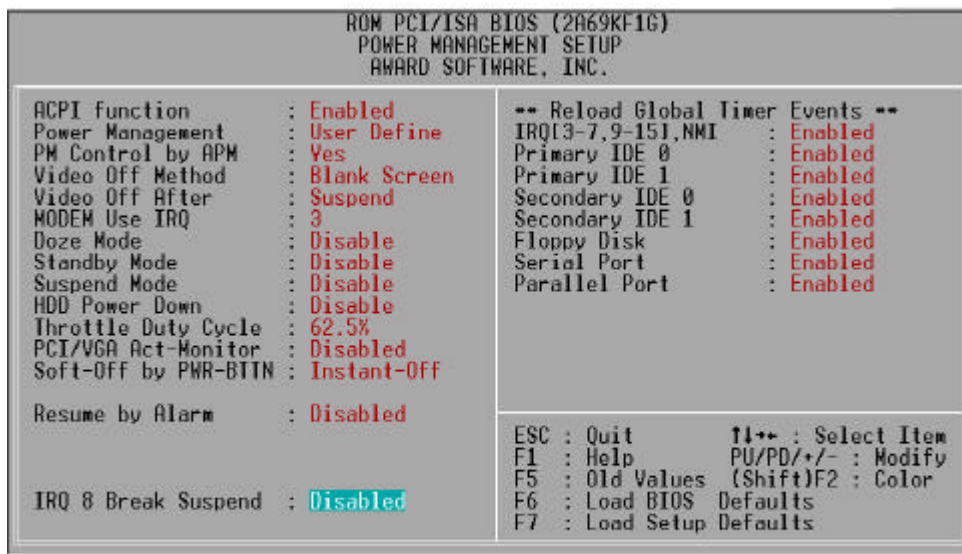 ROM PCI/ISA BIOS (2A69KF1G)
POWER MANAGEMENT SETUP
AWARD SOFTWARE, INC.
ACPI function : Enabled
Power Management : User Define
PM Control by APM : Yes
Video Off Method : Blank Screen
Video Off After : Suspend
MODEM Use IRQ : 3
Doze Mode : Disable
Standby Mode : Disable
Suspend Mode : Disable
HDD Power Down : Disable
Throttle Duty Cycle : 62.5%
PCI/VGA Act-Monitor : Disabled
Soft-Off by PWR-BTTN : Instant-Off
Resume by Alarm : Disabled
IRQ 8 Break Suspend : Disabled
** Reload Global Timer Events **
IRQ[3-7,9-15],NMI : Enabled
Primary IDE 0 : Enabled
Primary IDE 1 : Enabled
Secondary IDE 0 : Enabled
Secondary IDE 1 : Enabled
Floppy Disk : Enabled
Serial Port : Enabled
Parallel Port : Enabled
ESC : Quit ↑↓→← : Select Item
F1 : Help PU/PD/+/- : Modify
F5 : Old Values (Shift)F2 : Color
F6 : Load BIOS Defaults
F7 : Load Setup Defaults